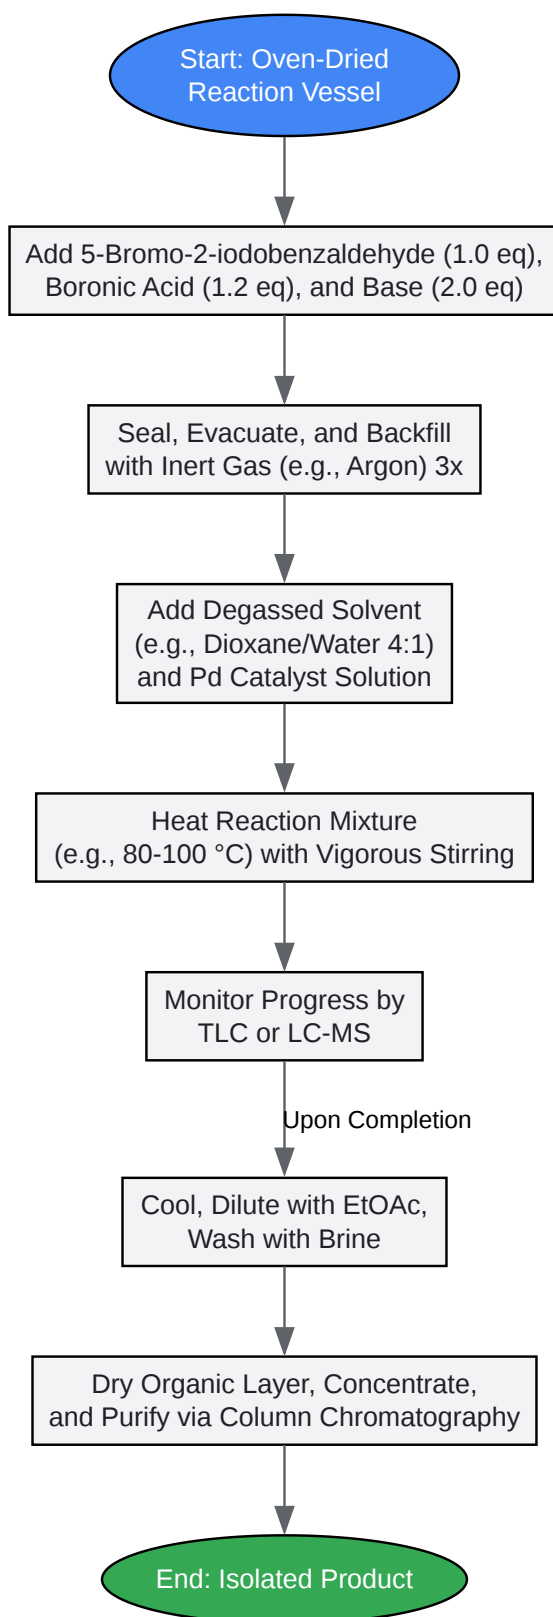 Start: Oven-Dried
Reaction Vessel
Add 5-Bromo-2-iodobenzaldehyde (1.0 eq),
Boronic Acid (1.2 eq), and Base (2.0 eq)
Seal, Evacuate, and Backfill
with Inert Gas (e.g., Argon) 3x
Add Degassed Solvent
(e.g., Dioxane/Water 4:1)
and Pd Catalyst Solution
Heat Reaction Mixture
(e.g., 80-100 °C) with Vigorous Stirring
Monitor Progress by
TLC or LC-MS
Upon Completion
Cool, Dilute with EtOAc,
Wash with Brine
Dry Organic Layer, Concentrate,
and Purify via Column Chromatography
End: Isolated Product